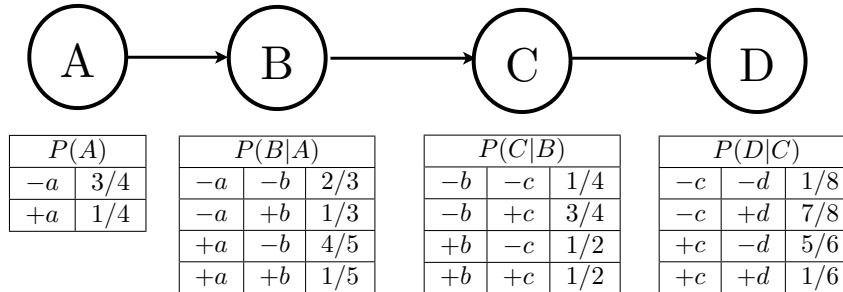 A B C D
P(A) P(B|A) P(C|B) P(D|C)
−a 3/4 −a −b 2/3 −b −c 1/4 −c −d 1/8
+a 1/4 −a +b 1/3 −b +c 3/4 −c +d 7/8
+a −b 4/5 +b −c 1/2 +c −d 5/6
+a +b 1/5 +b +c 1/2 +c +d 1/6